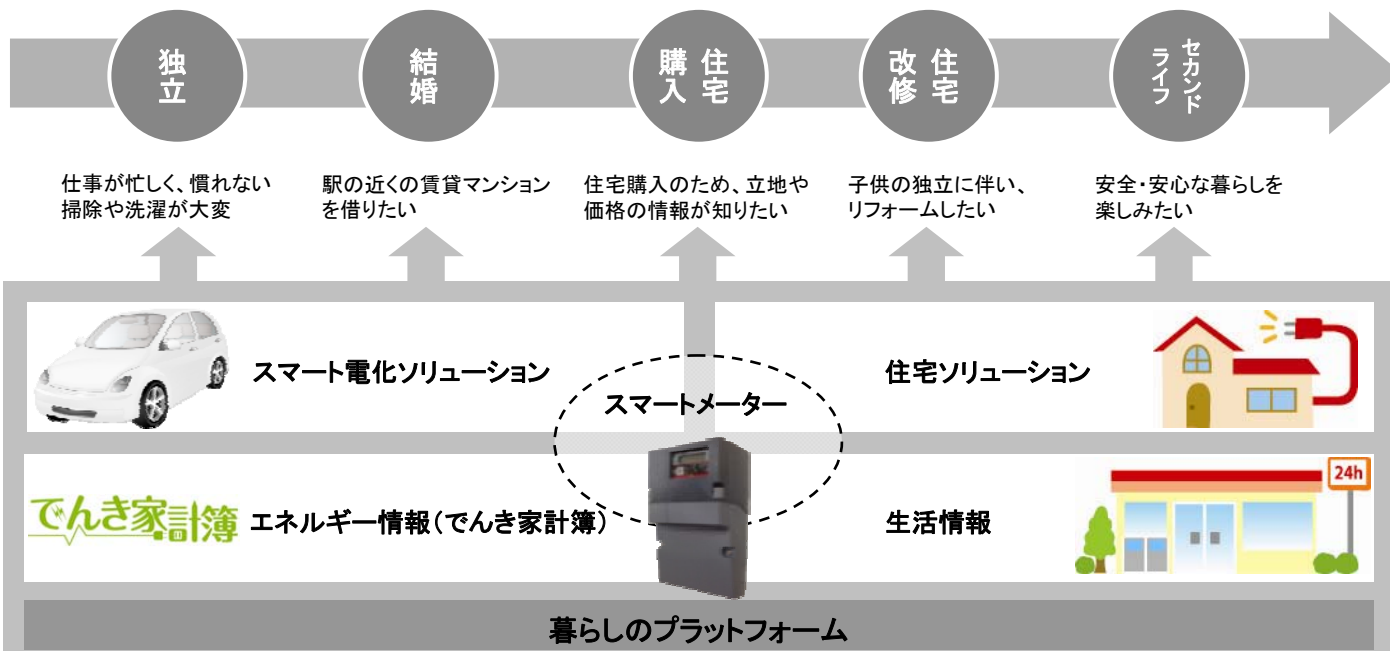 独立
結婚
住宅
購入
住宅
改修
セカンド
ライフ
仕事が忙しく、慣れない
掃除や洗濯が大変
駅の近くの賃貸マンション
を借りたい
住宅購入のため、立地や
価格の情報が知りたい
子供の独立に伴い、
リフォームしたい
安全・安心な暮らしを
楽しみたい
スマート電化ソリューション
住宅ソリューション
スマートメーター
でんき家計簿
エネルギー情報(でんき家計簿)
生活情報
24h
暮らしのプラットフォーム